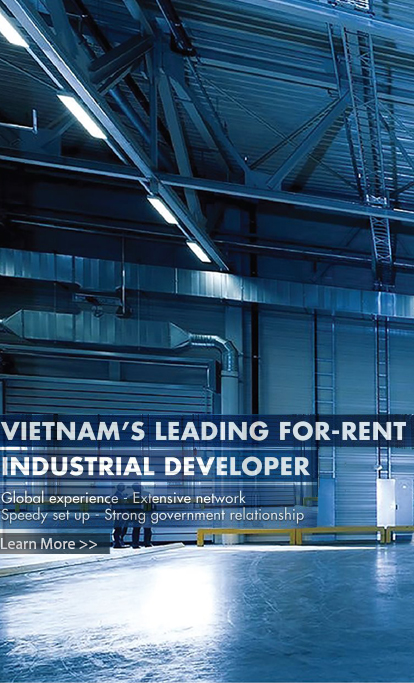 VIETNAM'S LEADING FOR-RENT
INDUSTRIAL DEVELOPER
Global experience - Extensive network
Speedy set up - Strong government relationship
Learn More >>